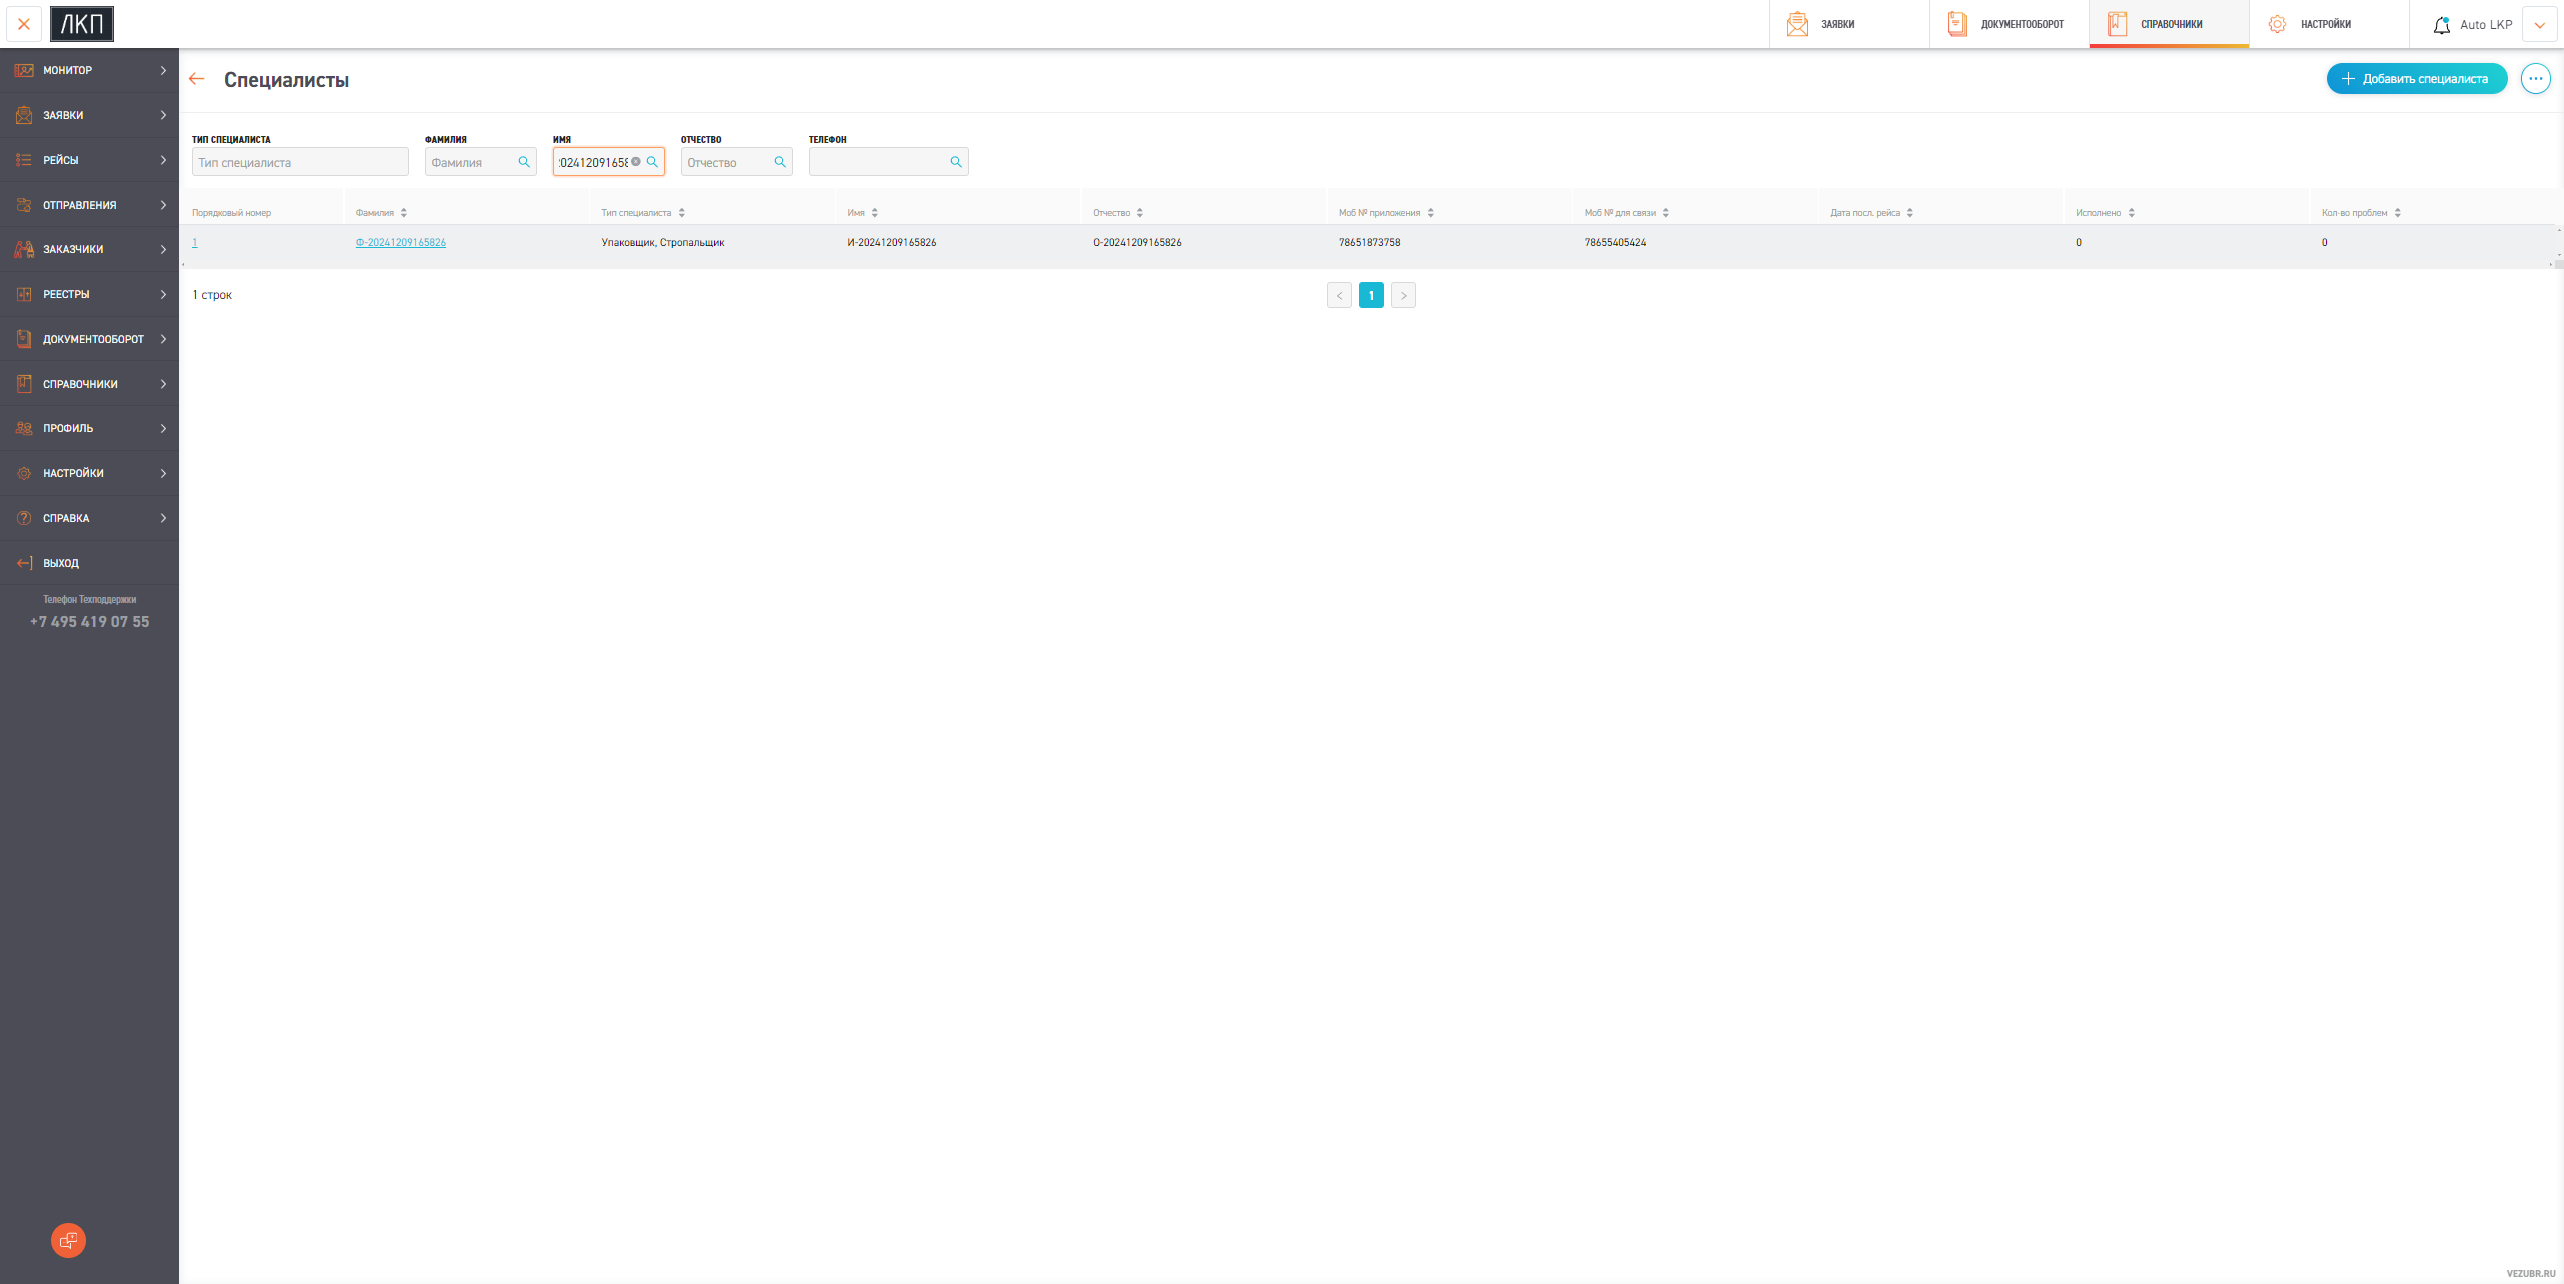 ЛКП
ЗАЯВКИ
ДОКУМЕНТООБОРОТ
СПРАВОЧНИКИ
НАСТРОЙКИ
Auto LKP
МОНИТОР
ЗАЯВКИ
РЕЙСЫ
ОТПРАВЛЕНИЯ
ЗАКАЗЧИКИ
РЕЕСТРЫ
ДОКУМЕНТООБОРОТ
СПРАВОЧНИКИ
ПРОФИЛЬ
НАСТРОЙКИ
СПРАВКА
ВЫХОД
Телефон Техподдержки
+7 495 419 07 55
Специалисты
Добавить специалиста
ТИП СПЕЦИАЛИСТА ФАМИЛИЯ ИМЯ ОТЧЕСТВО ТЕЛЕФОН
Тип специалиста Фамилия 20241209165 Отчество
Порядковый номер Фамилия Тип специалиста Имя Отчество Моб № приложения Моб № для связи Дата посл. рейса Исполнено Кол-во проблем
1 Ф-20241209165826 Упаковщик, Стропальщик И-20241209165826 О-20241209165826 78651873758 78655405424 0 0
1 строк
1
VEZUBR.RU